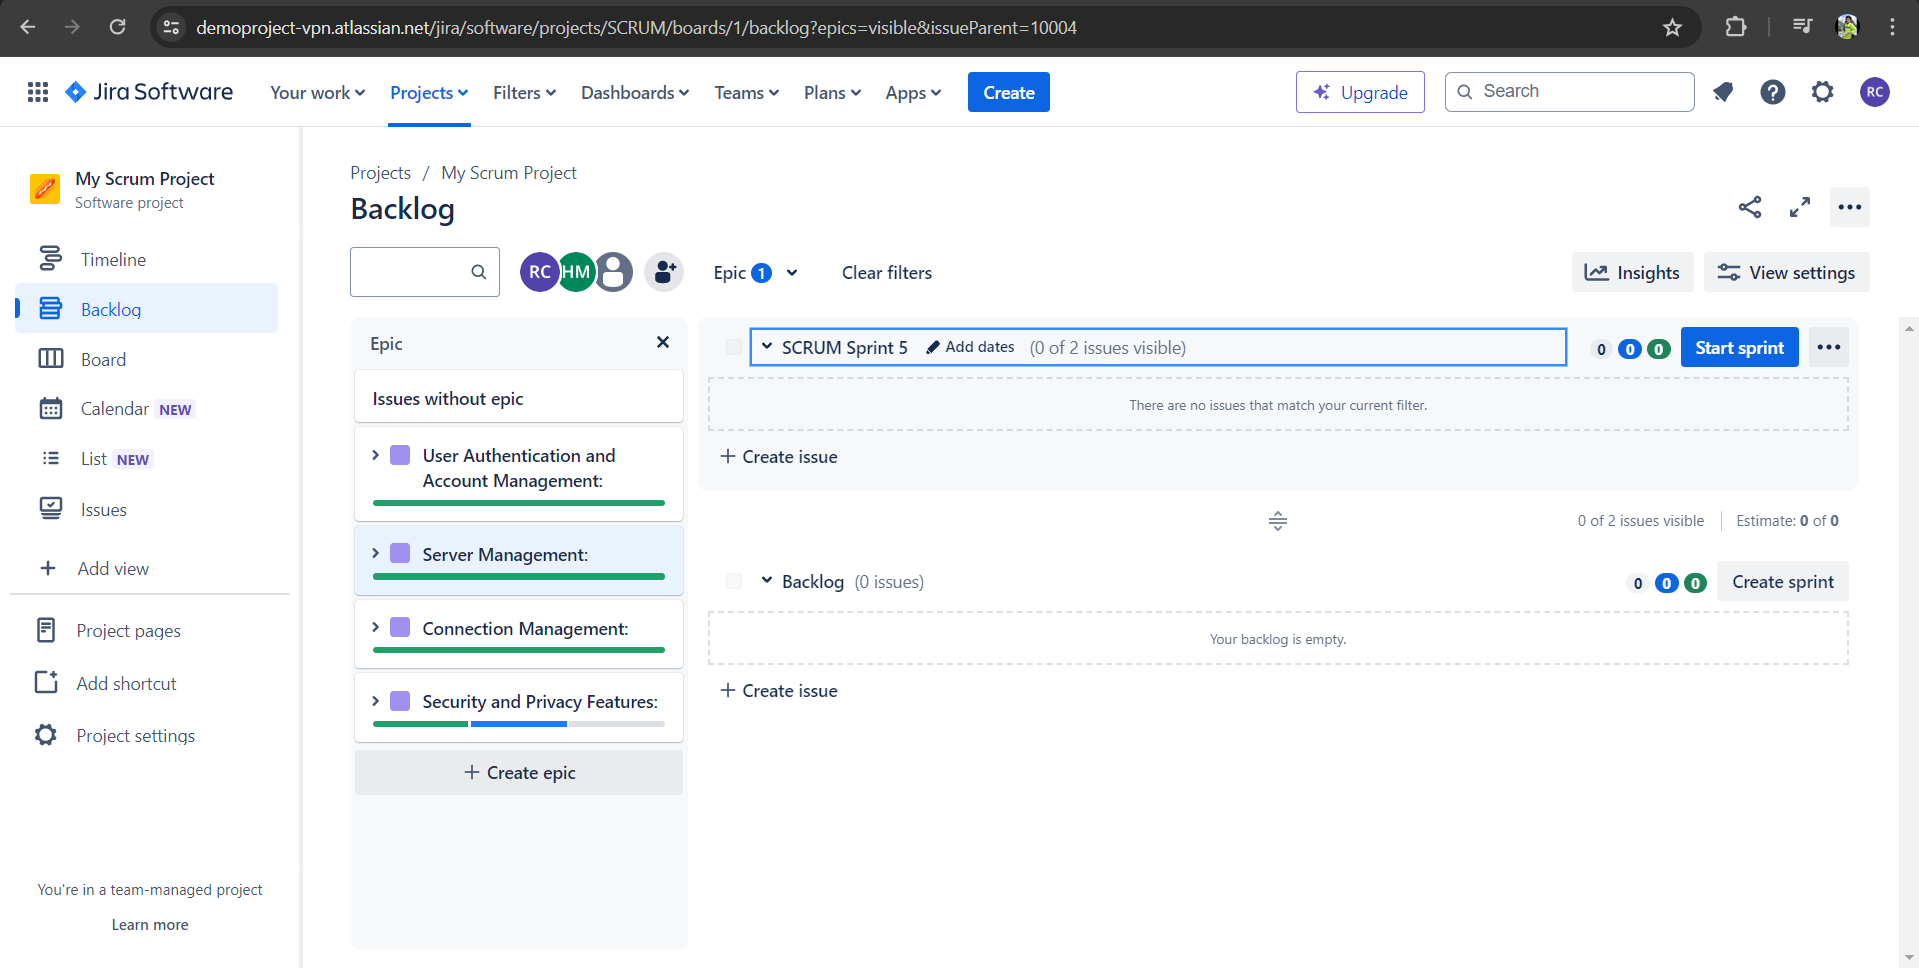 demoproject-vpn.atlassian.net/jira/software/projects/SCRUM/boards/1/backlog?epics=visible&issueParent=10004
Jira Software Your work Projects Filters Dashboards Teams Plans Apps Create Upgrade Search RC
My Scrum Project
Software project
Timeline
Backlog
Board
Calendar NEW
List NEW
Issues
Add view
Project pages
Add shortcut
Project settings
You're in a team-managed project
Learn more
Projects / My Scrum Project
Backlog
RC HM Epic 1 Clear filters Insights View settings
Epic
Issues without epic
User Authentication and
Account Management:
Server Management:
Connection Management:
Security and Privacy Features:
Create epic
SCRUM Sprint 5 Add dates (0 of 2 issues visible) 0 0 0 Start sprint
There are no issues that match your current filter.
Create issue
0 of 2 issues visible Estimate: 0 of 0
Backlog (0 issues) 0 0 0 Create sprint
Your backlog is empty.
Create issue